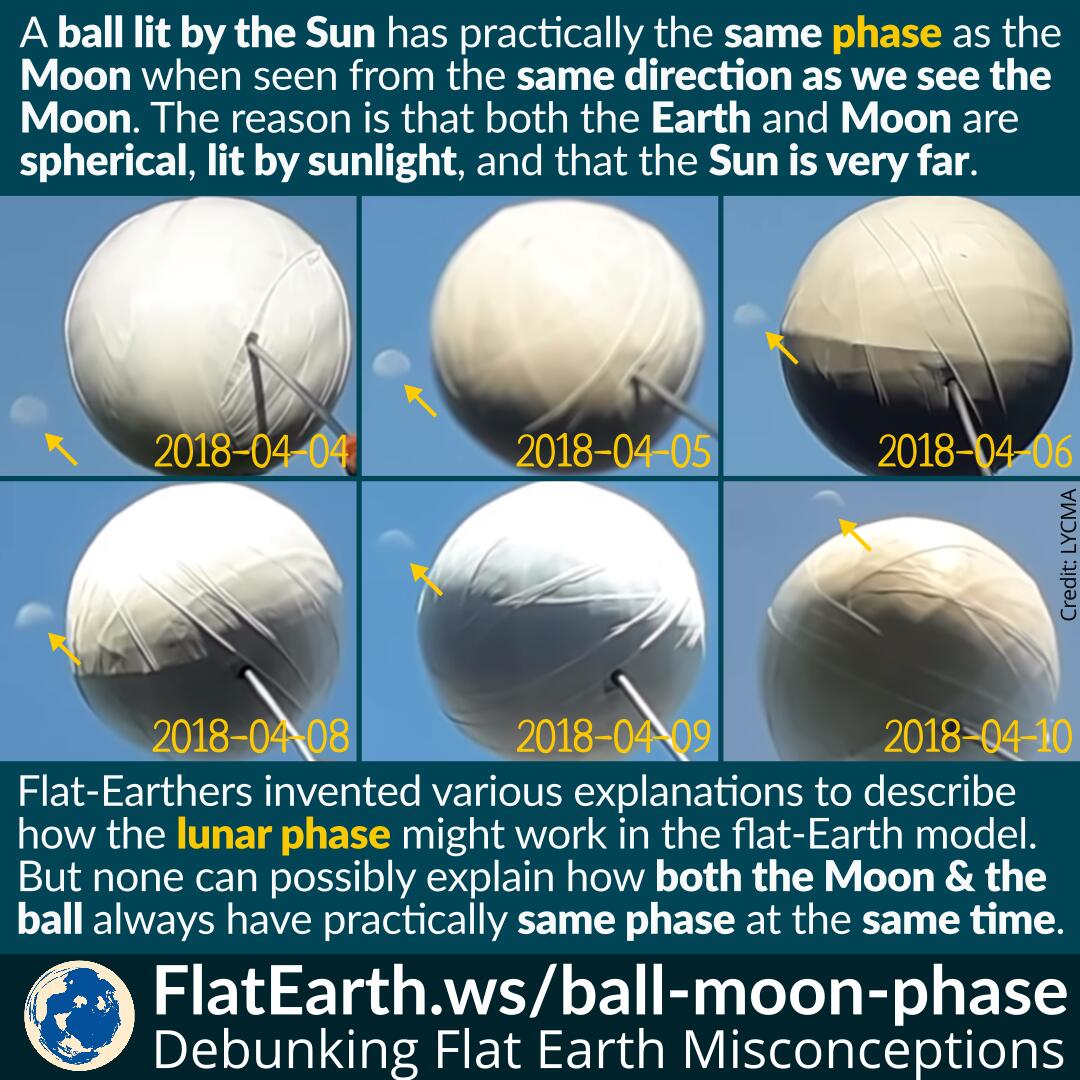 A ball lit by the Sun has practically the same phase as the
Moon when seen from the same direction as we see the
Moon. The reason is that both the Earth and Moon are
spherical, lit by sunlight, and that the Sun is very far.
2018-04-04
2018-04-05
2018-04-06
2018-04-08
2018-04-09
2018-04-10
Credit: LYCMA
Flat-Earthers invented various explanations to describe
how the lunar phase might work in the flat-Earth model.
But none can possibly explain how both the Moon & the
ball always have practically same phase at the same time.
FlatEarth.ws/ball-moon-phase
Debunking Flat Earth Misconceptions